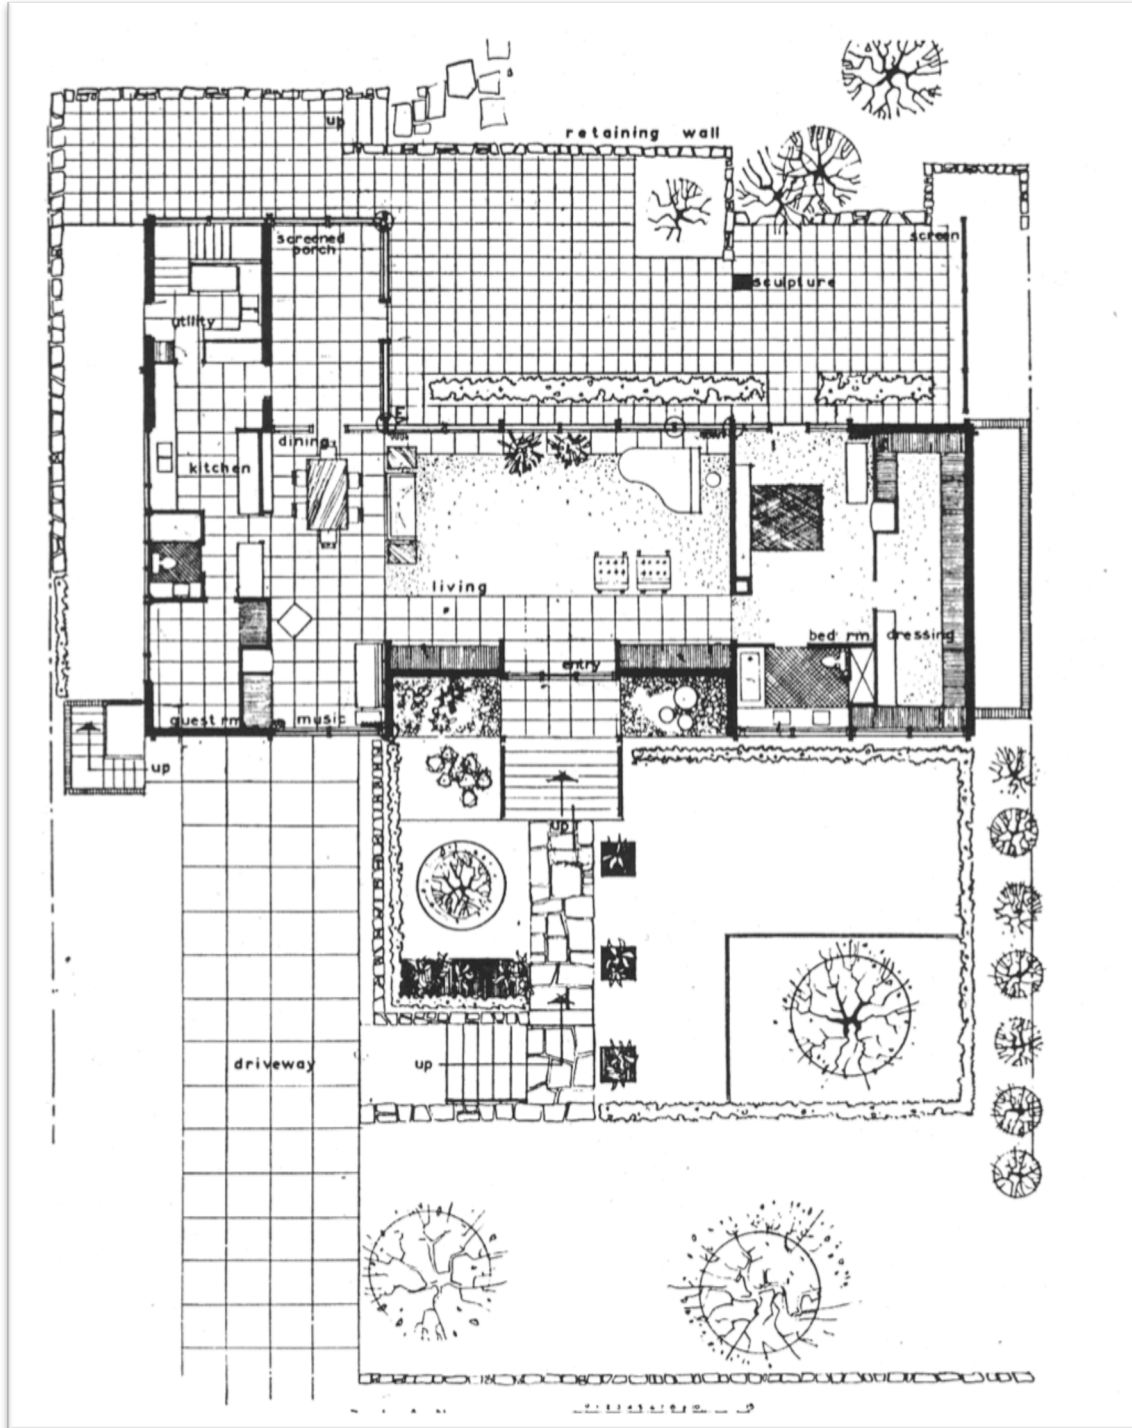 up
retaining wall
screened
porch
screen
sculpture
utility
dining
kitchen
living
bed rm
dressing
entry
guest rm
music
up
up
driveway
up